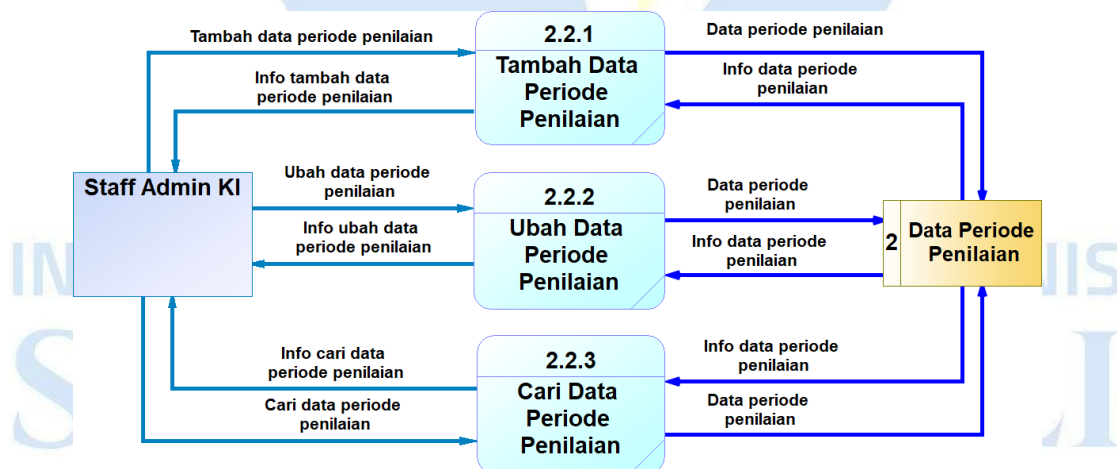 Tambah data periode penilaian
Info tambah data
periode penilaian
2.2.1
Tambah Data
Periode
Penilaian
Data periode penilaian
Info data periode
penilaian
Staff Admin KI
Ubah data periode
penilaian
Info ubah data
periode penilaian
2.2.2
Ubah Data
Periode
Penilaian
Data periode
penilaian
Info data periode
penilaian
2
Data Periode
Penilaian
Info cari data
periode penilaian
Cari data periode
penilaian
2.2.3
Cari Data
Periode
Penilaian
Info data periode
penilaian
Data periode
penilaian